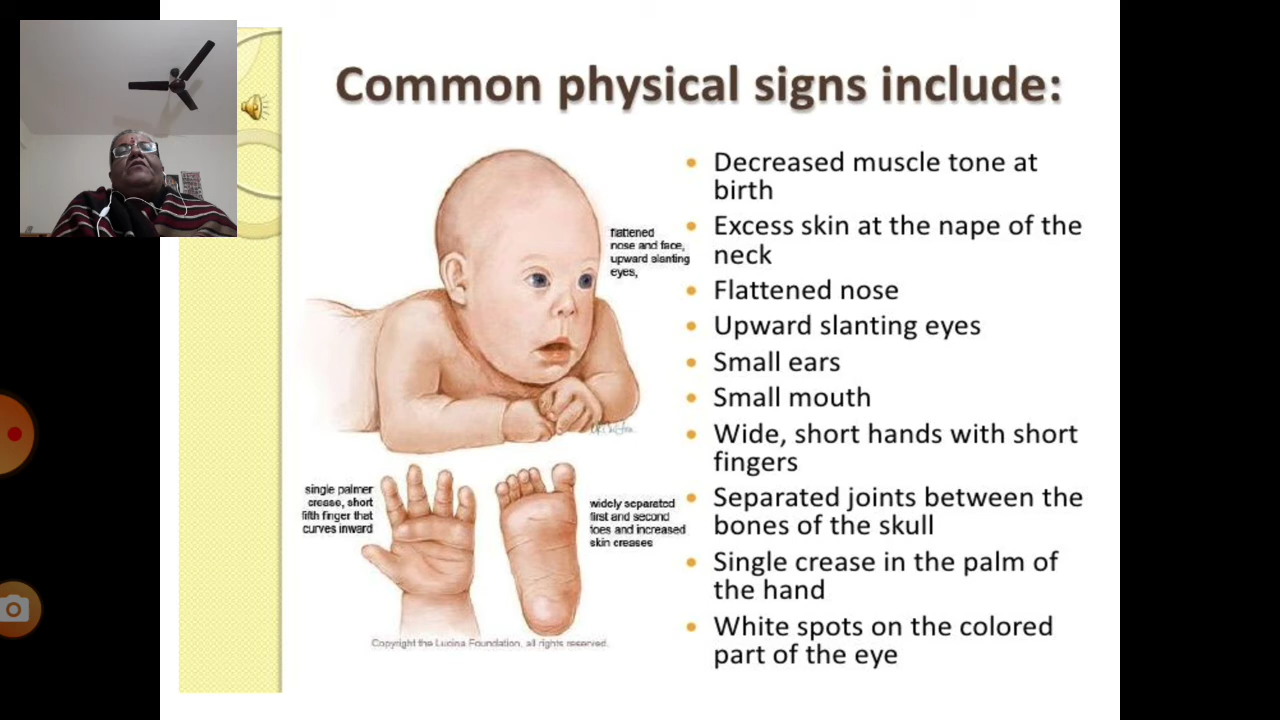 Common physical signs include:
flattened
nose and face,
upward slanting
eyes,
single palmer
crease, short
fifth finger that
curves inward
widely separated
first and second
toes and increased
skin creases
Copyright the Lucina Foundation, all rights reserved.
Decreased muscle tone at
birth
Excess skin at the nape of the
neck
Flattened nose
Upward slanting eyes
Small ears
Small mouth
Wide, short hands with short
fingers
Separated joints between the
bones of the skull
Single crease in the palm of
the hand
White spots on the colored
part of the eye